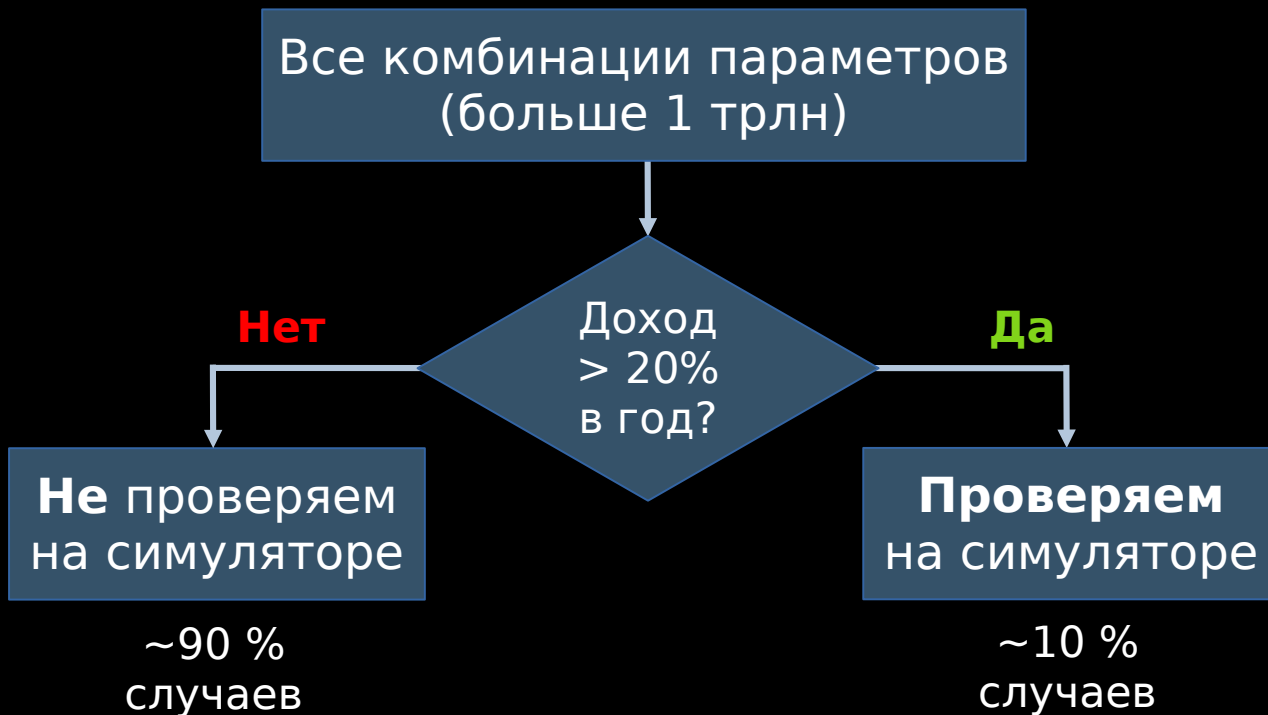 Все комбинации параметров
(больше 1 трлн)
Нет
Доход
> 20%
в год?
Да
Не проверяем
на симуляторе
Проверяем
на симуляторе
~90 %
случаев
~10 %
случаев